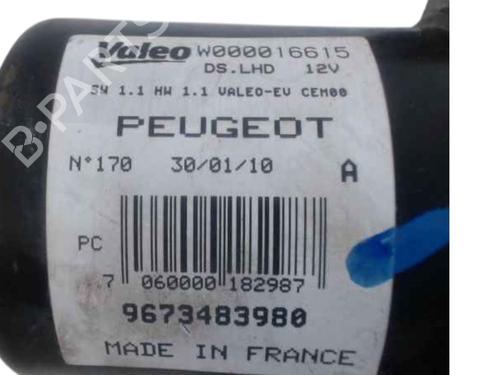 Valeo W000016615
DS.LHD 12V
SW 1.1 HW 1.1 VALEO-EV CEM00
PEUGEOT
N°170 30/01/10 A
PC
7 060000 182987
9673483980
MADE IN FRANCE